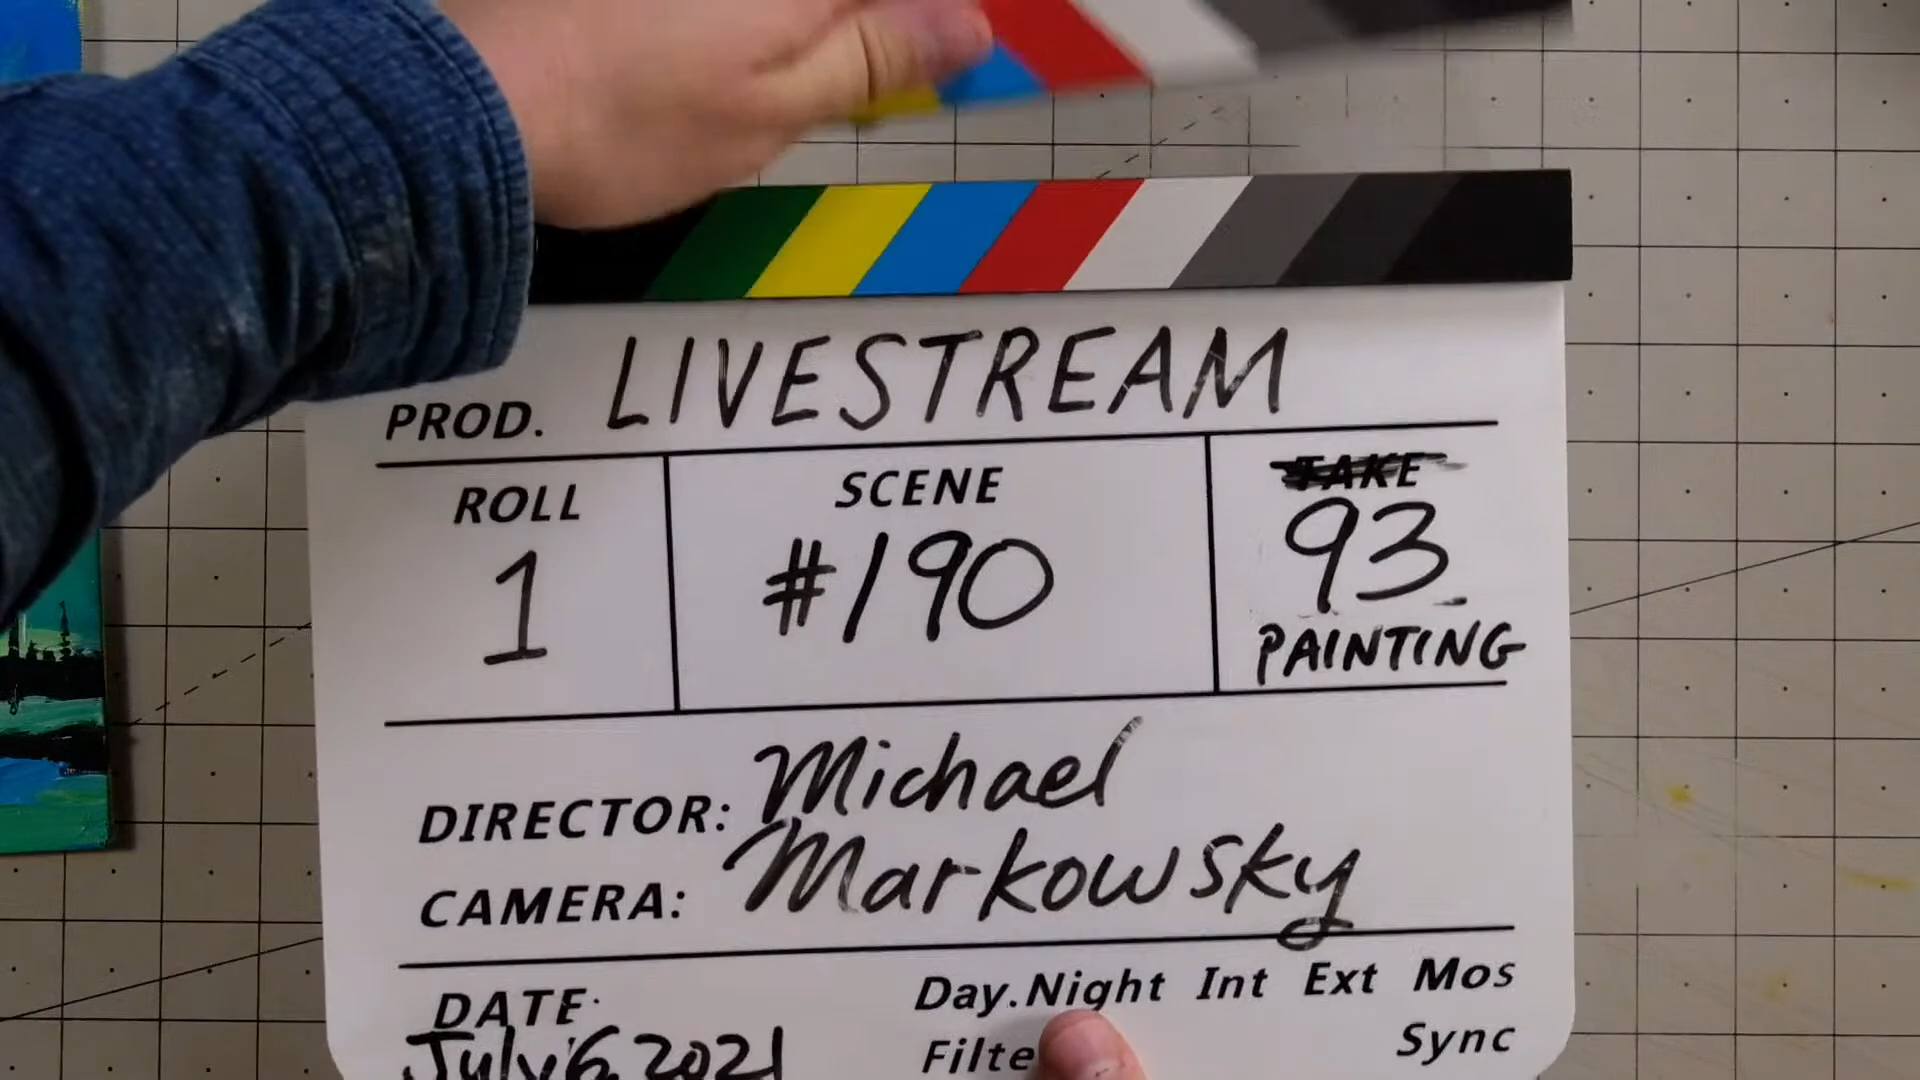 PROD. LIVESTREAM
ROLL SCENE TAKE
1 #190 93
PAINTING
DIRECTOR: Michael
CAMERA: Markowsky
DATE: Day.Night Int Ext Mos
July 6, 2021 Sync